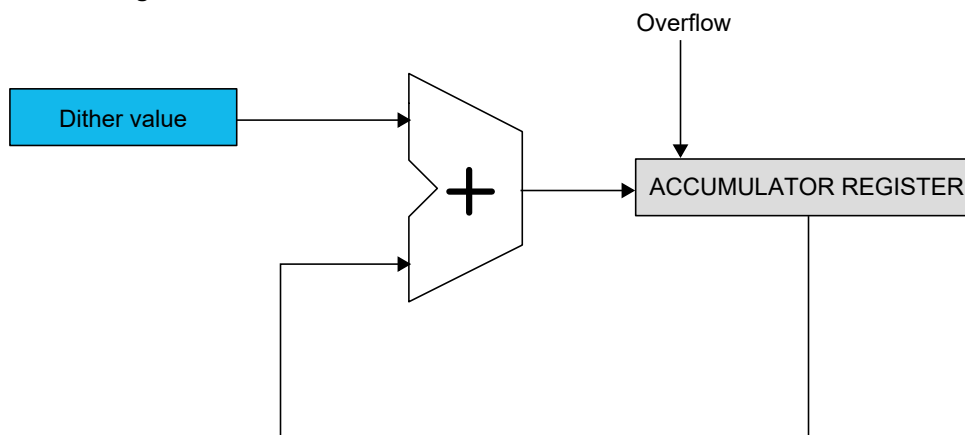 Overflow
Dither value
+
ACCUMULATOR REGISTER